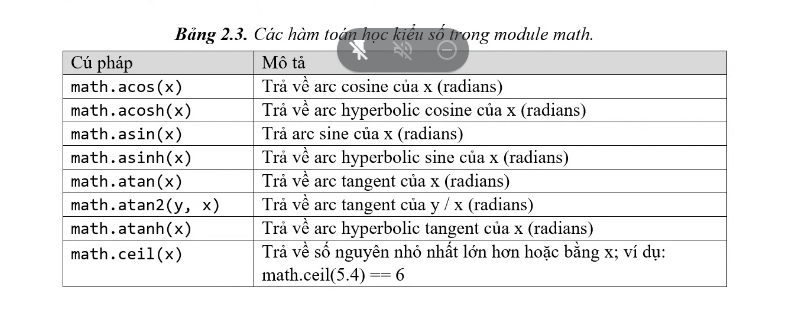 Bảng 2.3. Các hàm toán học kiểu số trong module math.
Cú pháp Mô tả
math.acos(x) Trả về arc cosine của x (radians)
math.acosh(x) Trả về arc hyperbolic cosine của x (radians)
math.asin(x) Trả arc sine của x (radians)
math.asinh(x) Trả về arc hyperbolic sine của x (radians)
math.atan(x) Trả về arc tangent của x (radians)
math.atan2(y, x) Trả về arc tangent của y / x (radians)
math.atanh(x) Trả về arc hyperbolic tangent của x (radians)
math.ceil(x) Trả về số nguyên nhỏ nhất lớn hơn hoặc bằng x; ví dụ:
math.ceil(5.4) == 6